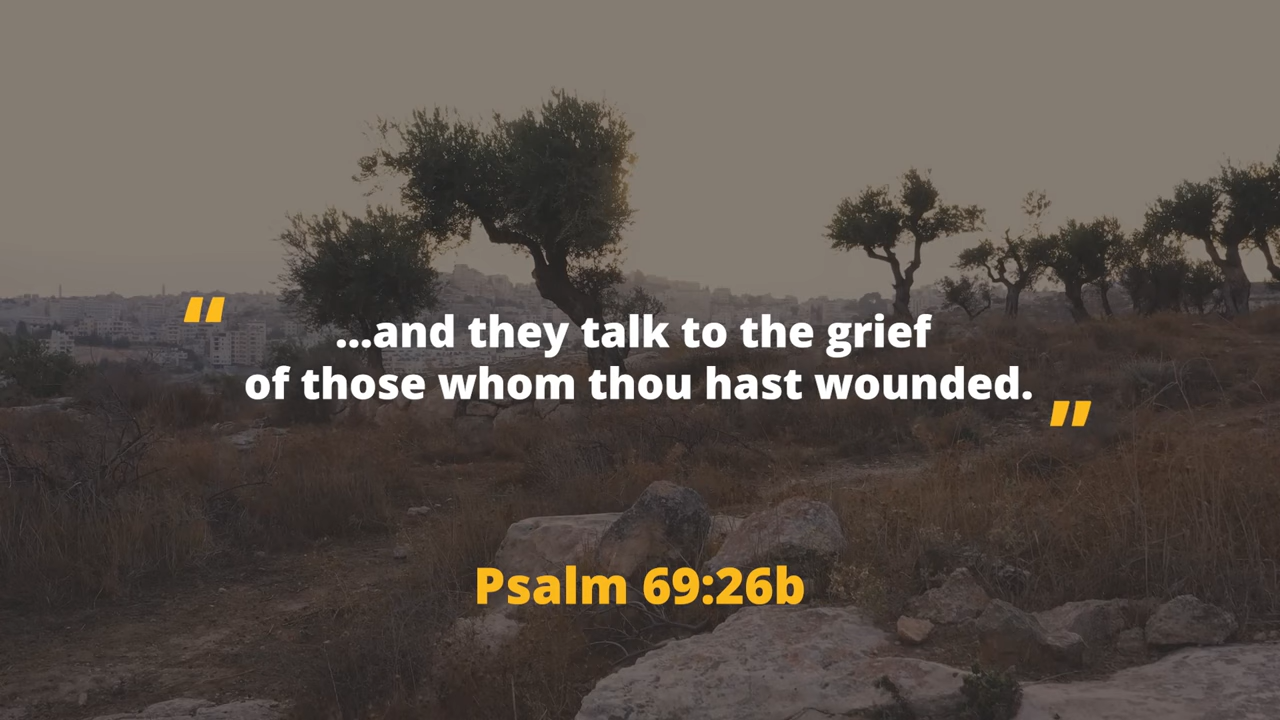 "...and they talk to the grief
of those whom thou hast wounded."
Psalm 69:26b